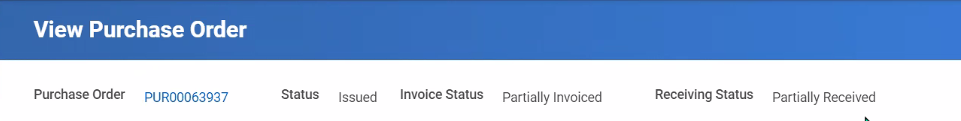 View Purchase Order
Purchase Order PUR00063937 Status Issued Invoice Status Partially Invoiced Receiving Status Partially Received